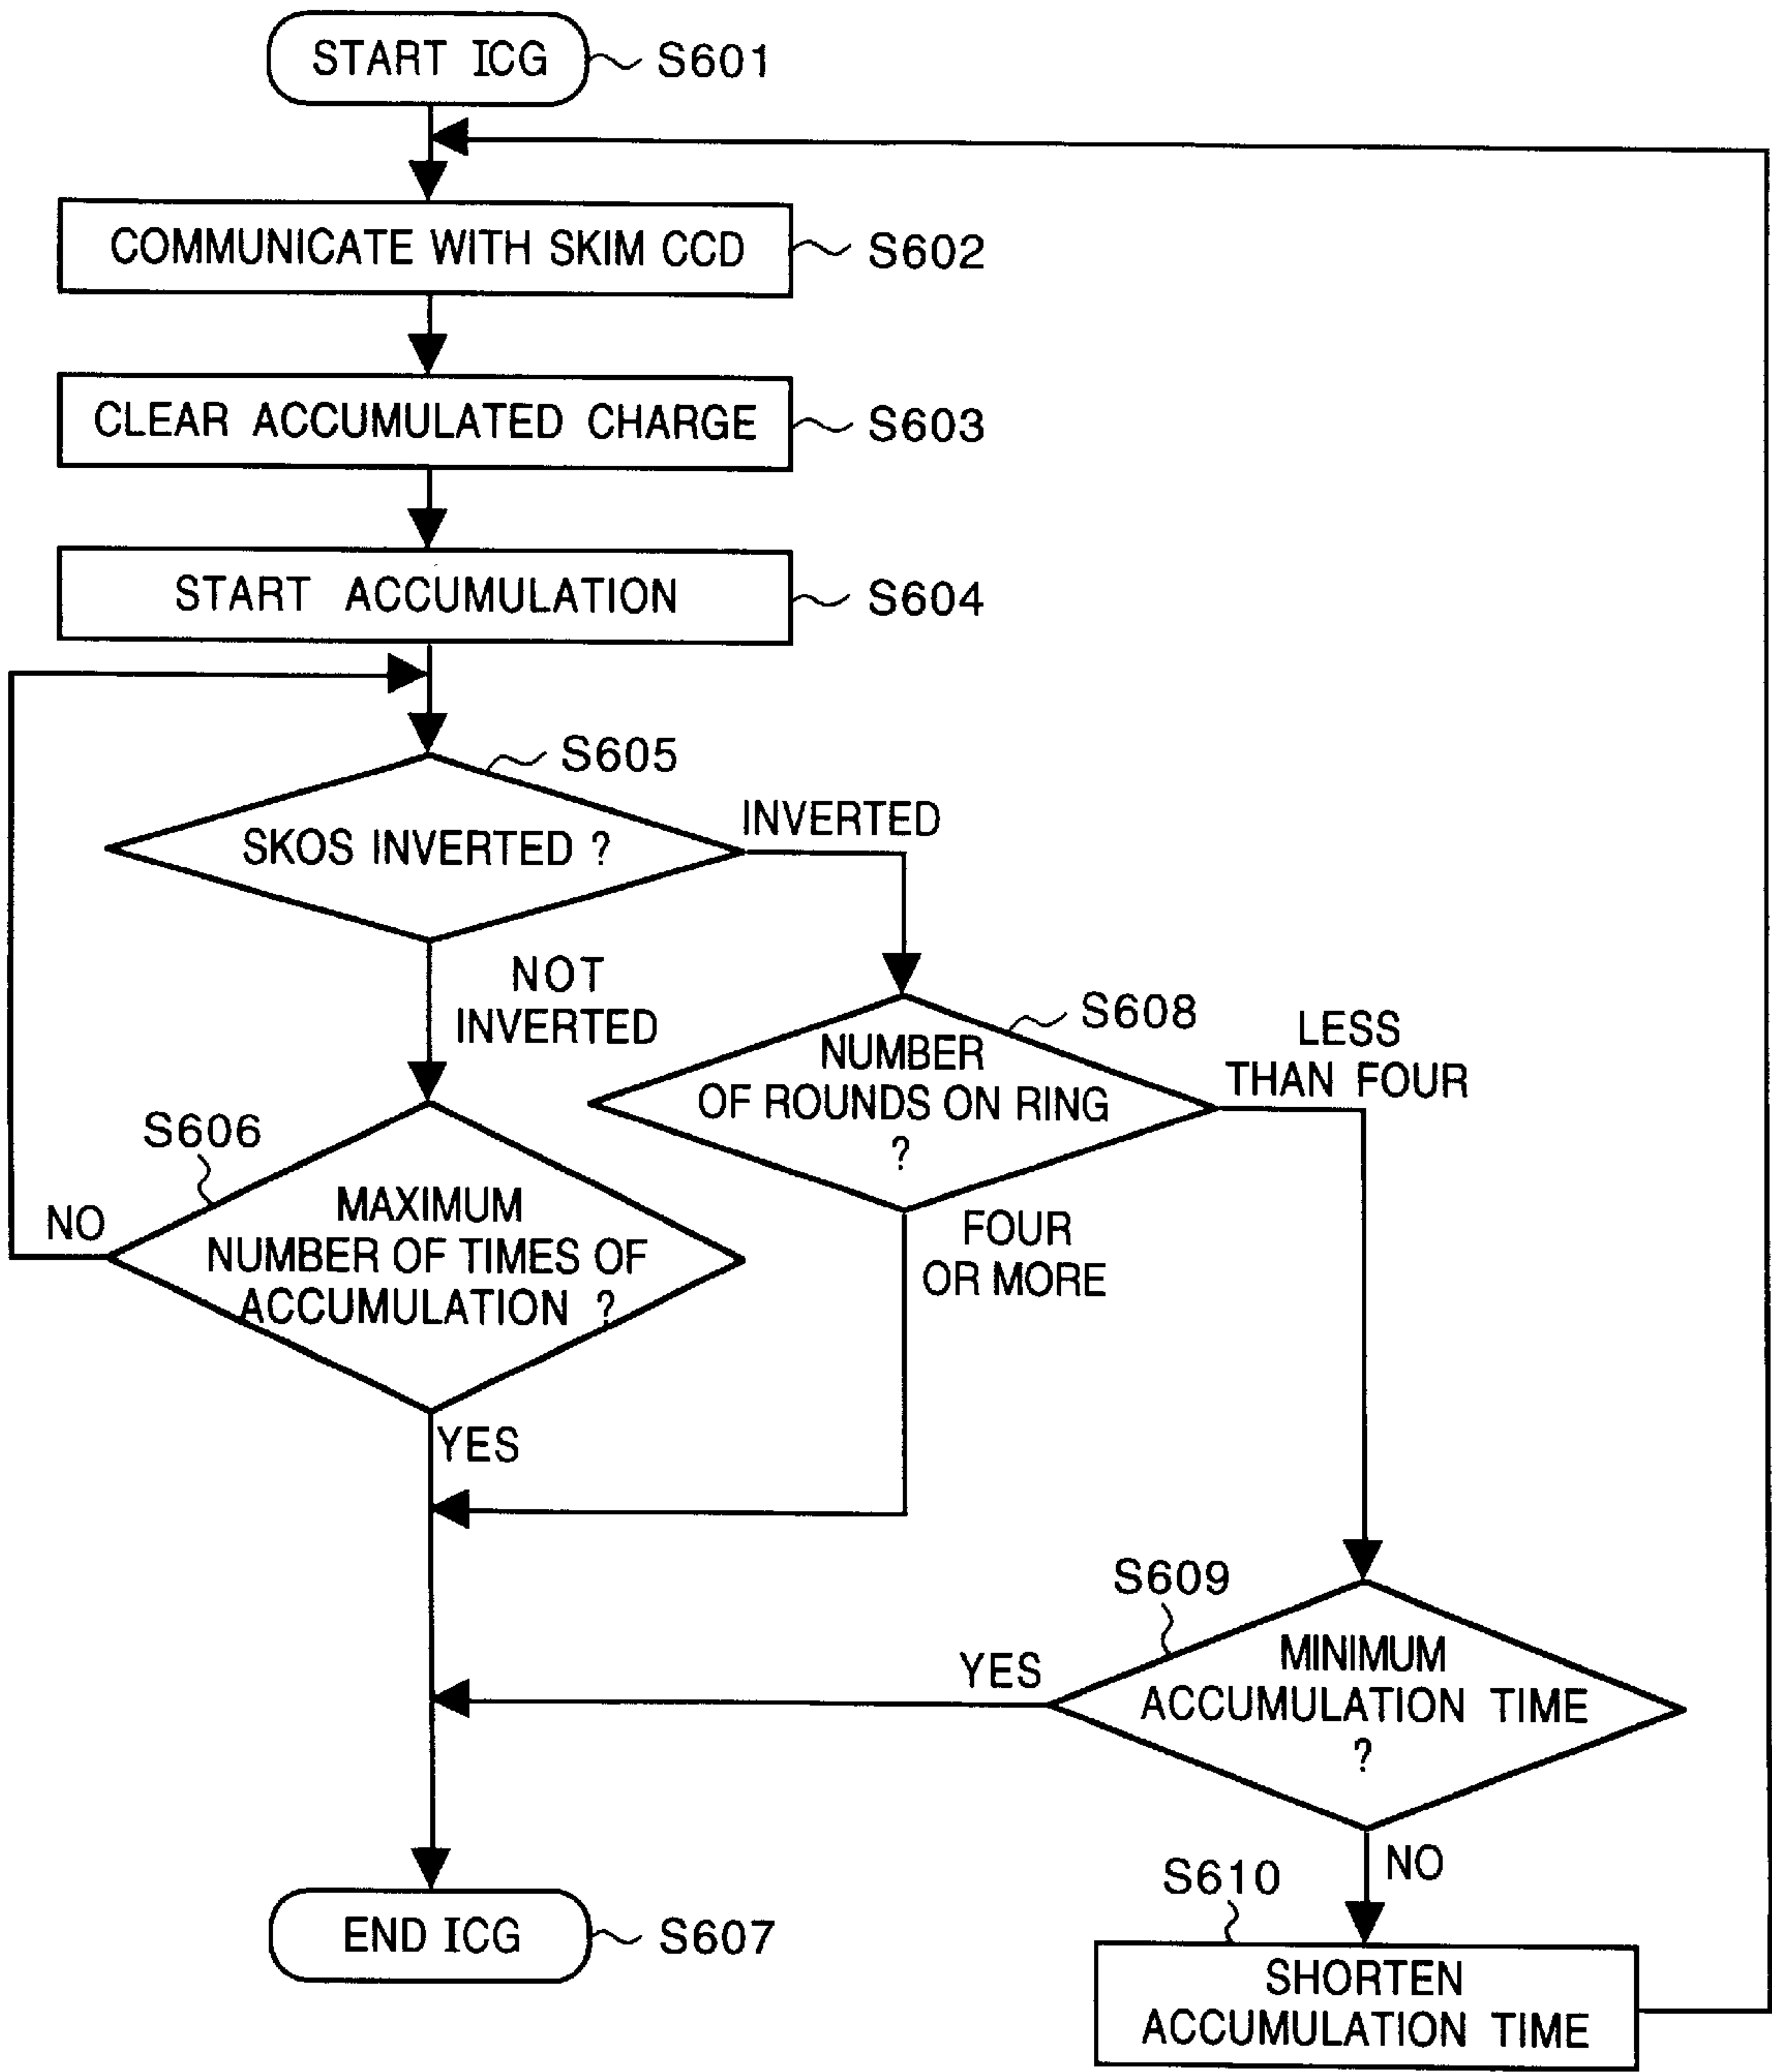 START ICG
S601
COMMUNICATE WITH SKIM CCD
S602
CLEAR ACCUMULATED CHARGE
S603
START ACCUMULATION
S604
S605
SKOS INVERTED ?
INVERTED
NOT
INVERTED
S608
NUMBER
OF ROUNDS ON RING
?
LESS
THAN FOUR
S606
MAXIMUM
NUMBER OF TIMES OF
ACCUMULATION ?
NO
FOUR
OR MORE
YES
S609
MINIMUM
ACCUMULATION TIME
?
YES
NO
S610
SHORTEN
ACCUMULATION TIME
END ICG
S607